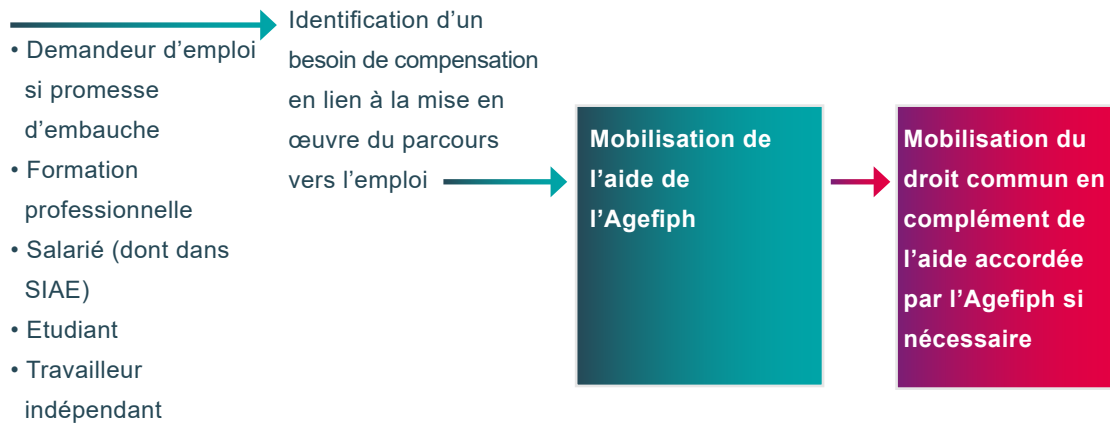 • Demandeur d’emploi
si promesse
d’embauche
• Formation
professionnelle
• Salarié (dont dans
SIAE)
• Etudiant
• Travailleur
indépendant
Identification d’un
besoin de compensation
en lien à la mise en
œuvre du parcours
vers l’emploi
Mobilisation de
l’aide de
l’Agefiph
Mobilisation du
droit commun en
complément de
l’aide accordée
par l’Agefiph si
nécessaire